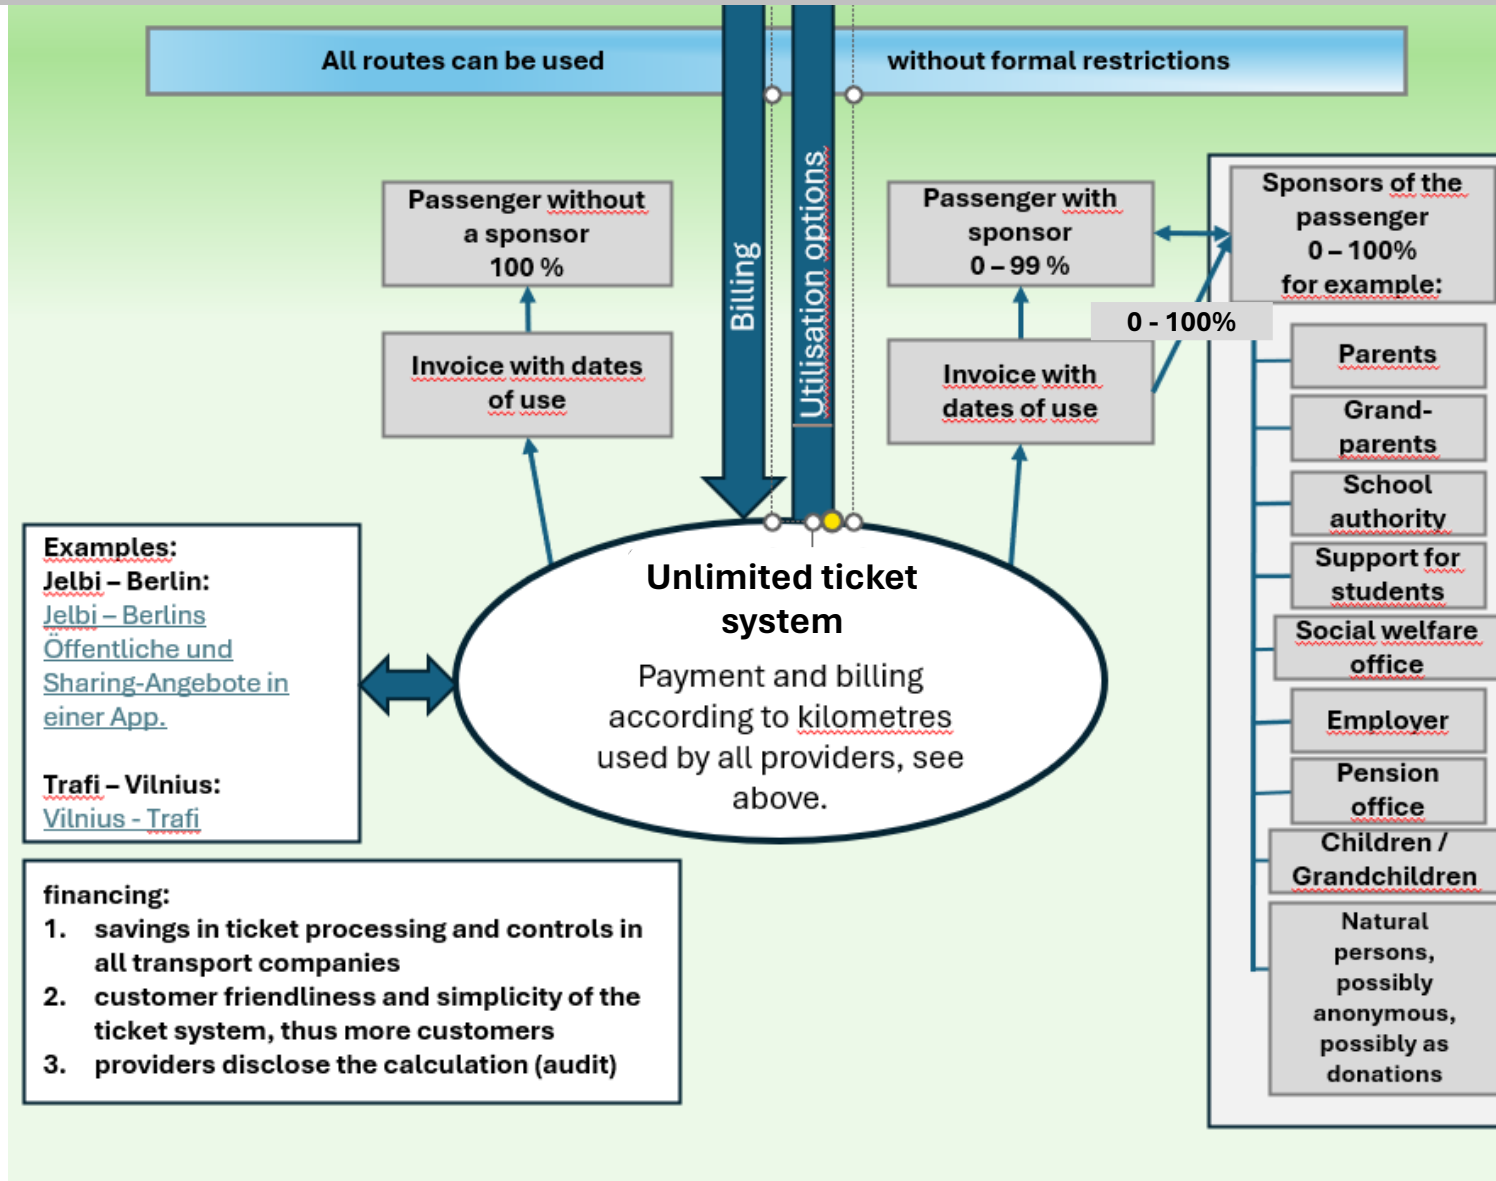 All routes can be used without formal restrictions
Billing
Utilisation options
Passenger without
a sponsor
100 %
Invoice with dates
of use
Passenger with
sponsor
0 – 99 %
Invoice with
dates of use
0 - 100%
Sponsors of the
passenger
0 – 100%
for example:
Parents
Grand-
parents
School
authority
Support for
students
Social welfare
office
Employer
Pension
office
Children /
Grandchildren
Natural
persons,
possibly
anonymous,
possibly as
donations
Unlimited ticket
system
Payment and billing
according to kilometres
used by all providers, see
above.
Examples:
Jelbi – Berlin:
Jelbi – Berlins
Öffentliche und
Sharing-Angebote in
einer App.
Trafi – Vilnius:
Vilnius - Trafi
financing:
1. savings in ticket processing and controls in
all transport companies
2. customer friendliness and simplicity of the
ticket system, thus more customers
3. providers disclose the calculation (audit)